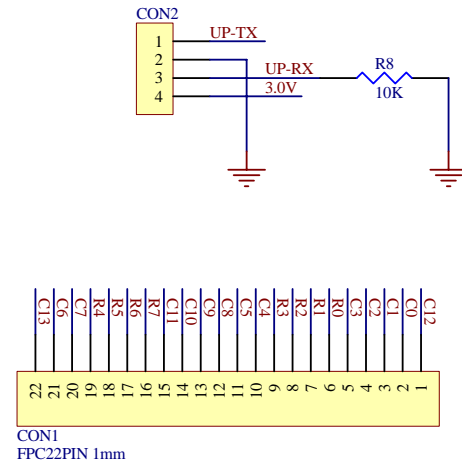 CON2
1 UP-TX
2
3 UP-RX R8
4 3.0V 10K
C13 C6 C7 R4 R5 R6 R7 C11 C10 C9 C8 C5 C4 R3 R2 R1 R0 C3 C2 C1 C0 C12
22 21 20 19 18 17 16 15 14 13 12 11 10 9 8 7 6 5 4 3 2 1
CON1
FPC22PIN 1mm